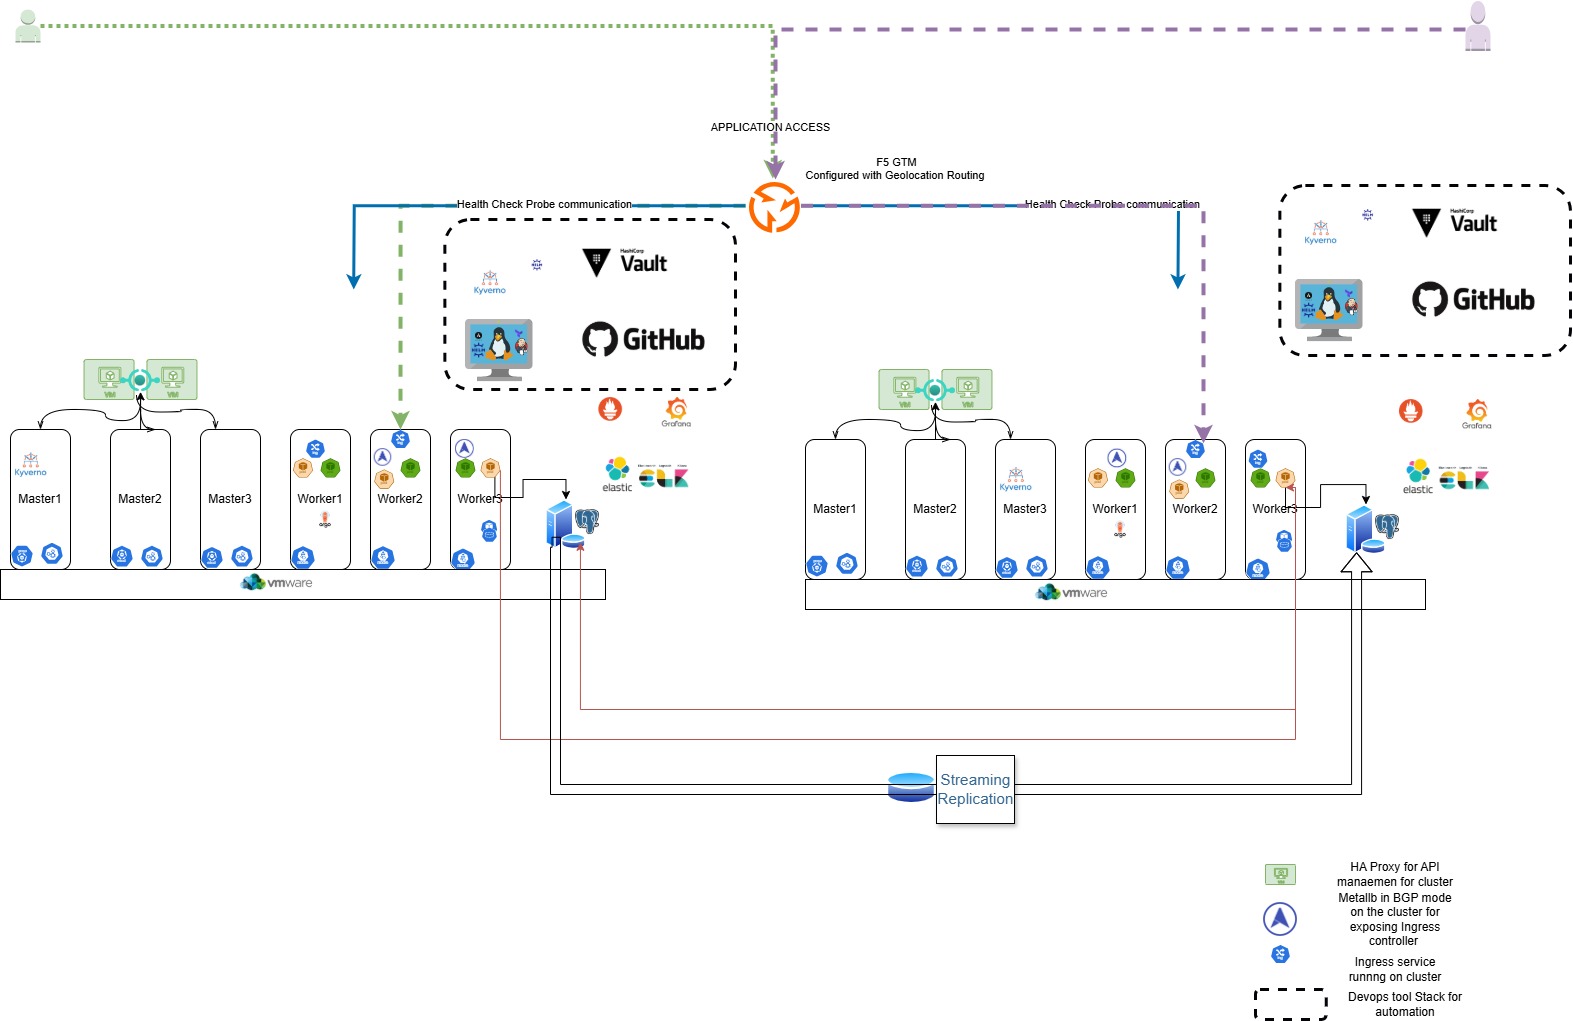 APPLICATION ACCESS
F5 GTM
Configured with Geolocation Routing
Health Check Probe communication
Health Check Probe communication
HashiCorp
Vault
Kyverno
HELM
GitHub
HELM
HashiCorp
Vault
Kyverno
HELM
GitHub
HELM
VM
VM
VM
VM
Grafana
Grafana
elastic
elastic
Kyverno
Master1
Master2
Master3
Worker1
Worker2
Worker3
argo
vmware
Kyverno
Master1
Master2
Master3
Worker1
Worker2
Worker3
argo
vmware
Streaming
Replication
HA Proxy for API
manaemen for cluster
Metallb in BGP mode
on the cluster for
exposing Ingress
controller
Ingress service
runnng on cluster
Devops tool Stack for
automation